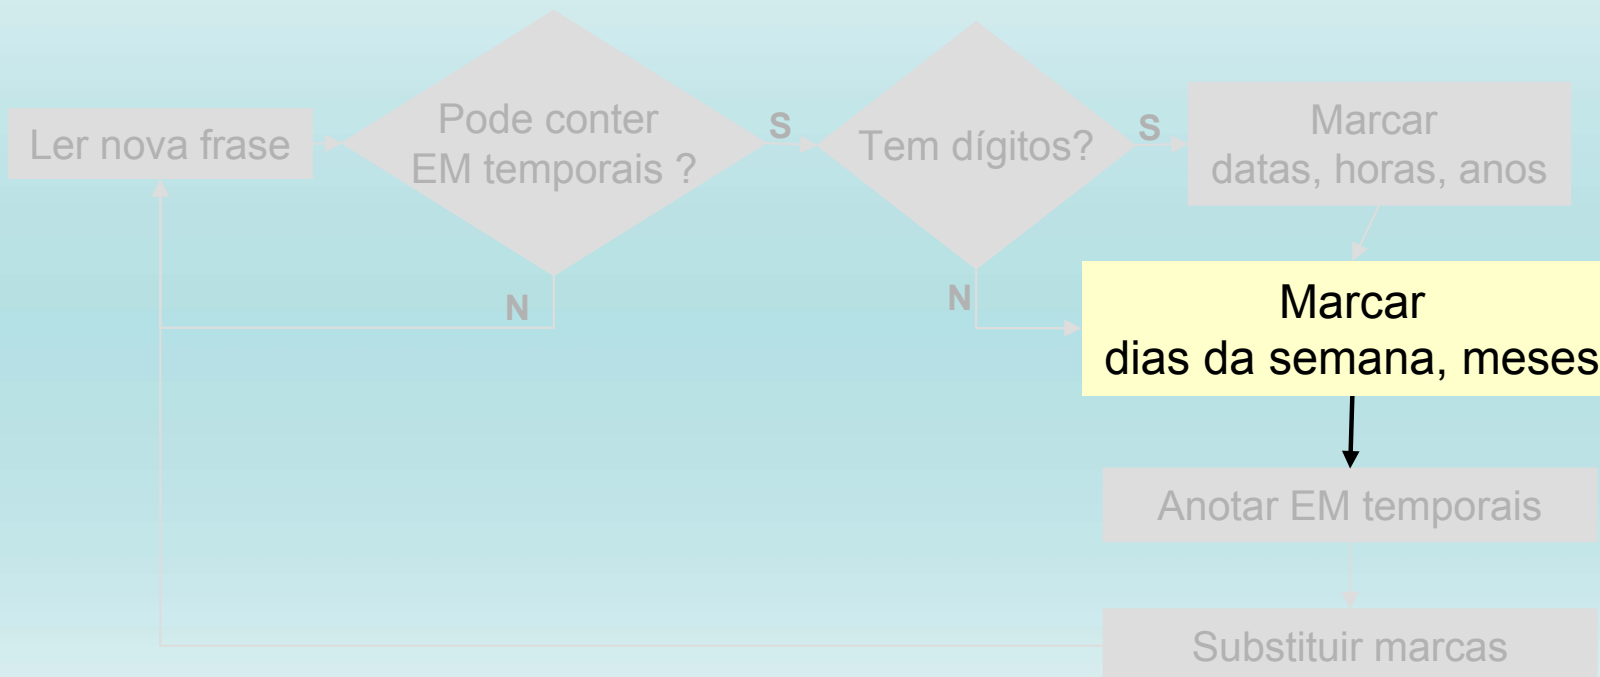 Ler nova frase
Pode conter
EM temporais ?
S
N
Tem dígitos?
S
N
Marcar
datas, horas, anos
Marcar
dias da semana, meses
Anotar EM temporais
Substituir marcas